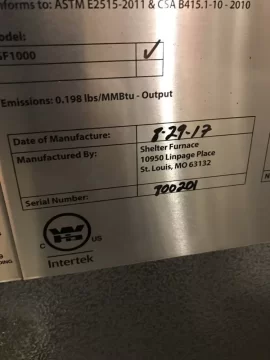 nforms to: ASTM E2515-2011 & CSA B415.1-10 - 2010
SF1000 ✓
Emissions: 0.198 lbs/MMBtu - Output
Date of Manufacture: 8-29-17
Manufactured By: Shelter Furnace
10950 Linpage Place
St. Louis, MO 63132
Serial Number: 700201
C US
Intertek